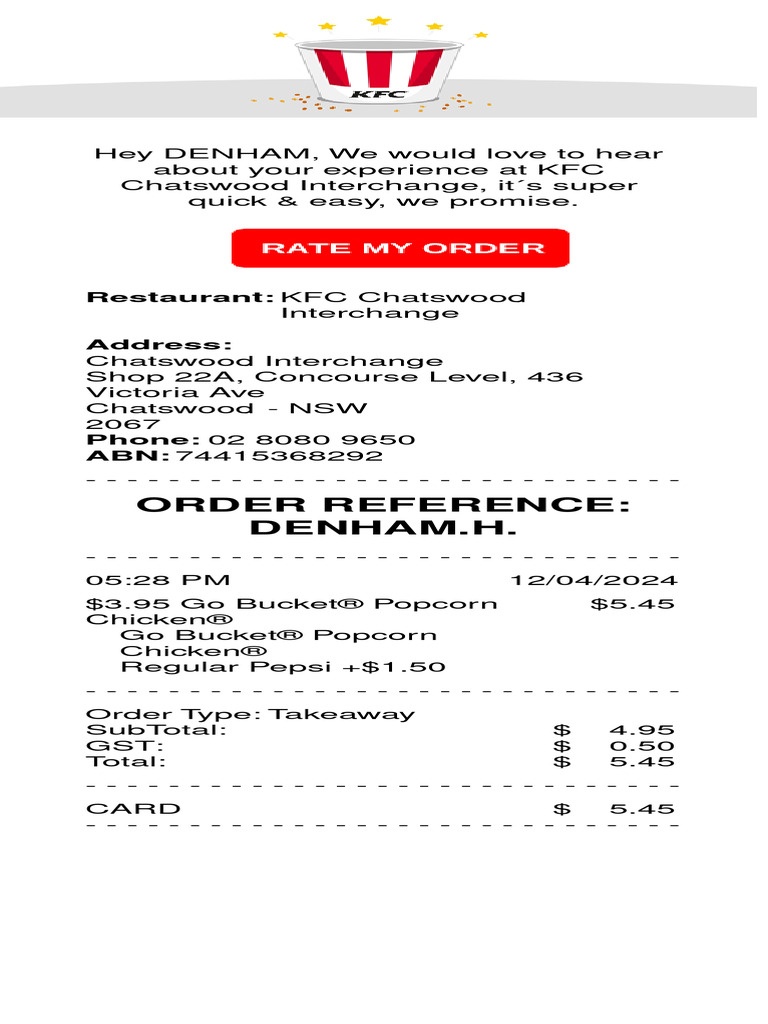 KFC
Hey DENHAM, We would love to hear
about your experience at KFC
Chatswood Interchange, it´s super
quick & easy, we promise.
RATE MY ORDER
Restaurant: KFC Chatswood
Interchange
Address:
Chatswood Interchange
Shop 22A, Concourse Level, 436
Victoria Ave
Chatswood - NSW
2067
Phone: 02 8080 9650
ABN: 74415368292
- - - - - - - - - - - - - - - - - - - - - - - - - - - - -
ORDER REFERENCE:
DENHAM.H.
- - - - - - - - - - - - - - - - - - - - - - - - - - - - -
05:28 PM 12/04/2024
$3.95 Go Bucket® Popcorn $5.45
Chicken®
Go Bucket® Popcorn
Chicken®
Regular Pepsi +$1.50
- - - - - - - - - - - - - - - - - - - - - - - - - - - - -
Order Type: Takeaway
SubTotal: $ 4.95
GST: $ 0.50
Total: $ 5.45
- - - - - - - - - - - - - - - - - - - - - - - - - - - - -
CARD $ 5.45
- - - - - - - - - - - - - - - - - - - - - - - - - - - - -